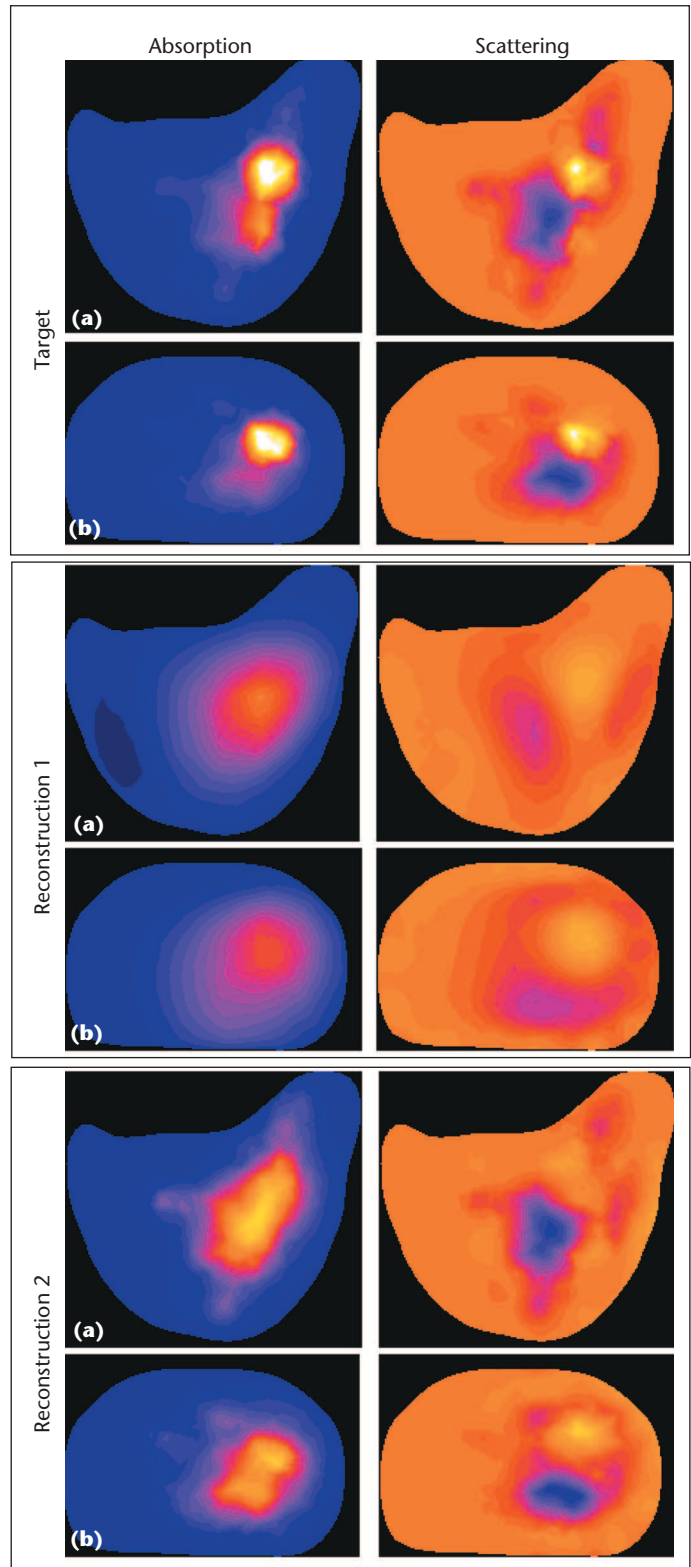 Absorption Scattering
Target
(a)
(b)
Reconstruction 1
(a)
(b)
Reconstruction 2
(a)
(b)